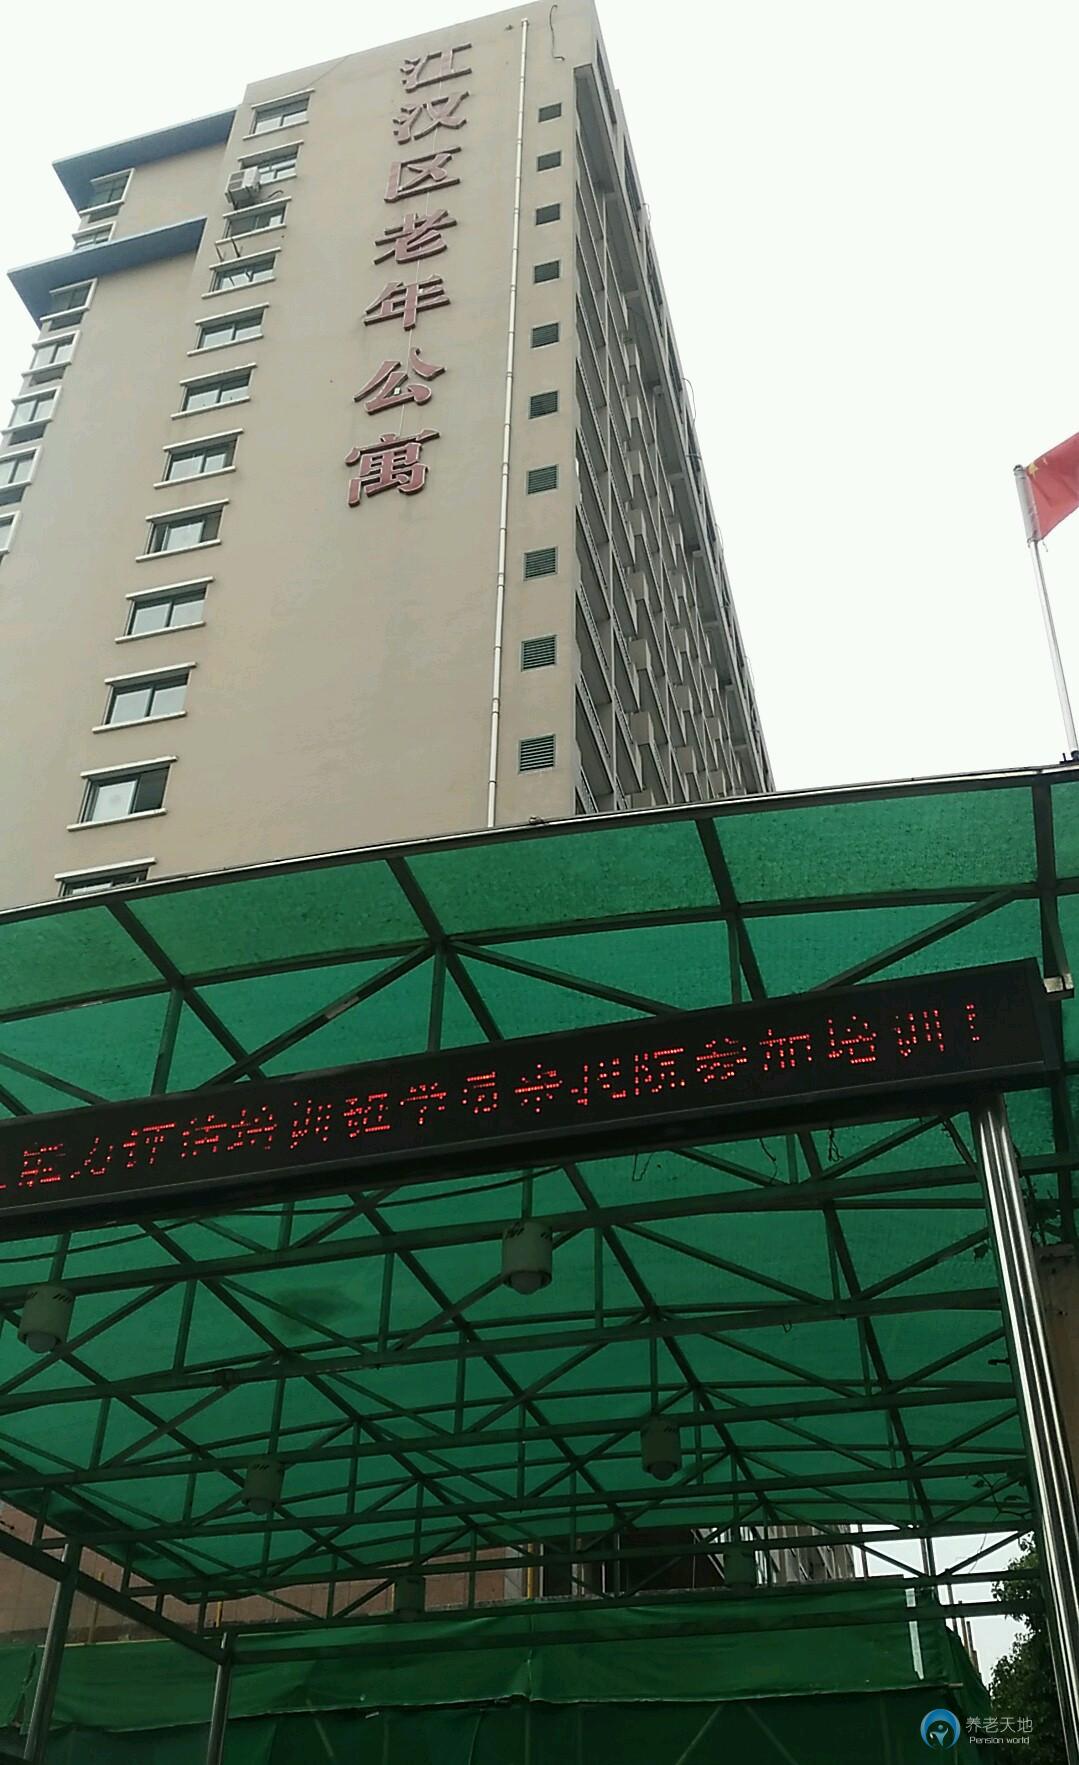 江汉区老年公寓
能力评估培训班学员来我院参加培训！
养老天地
Pension world